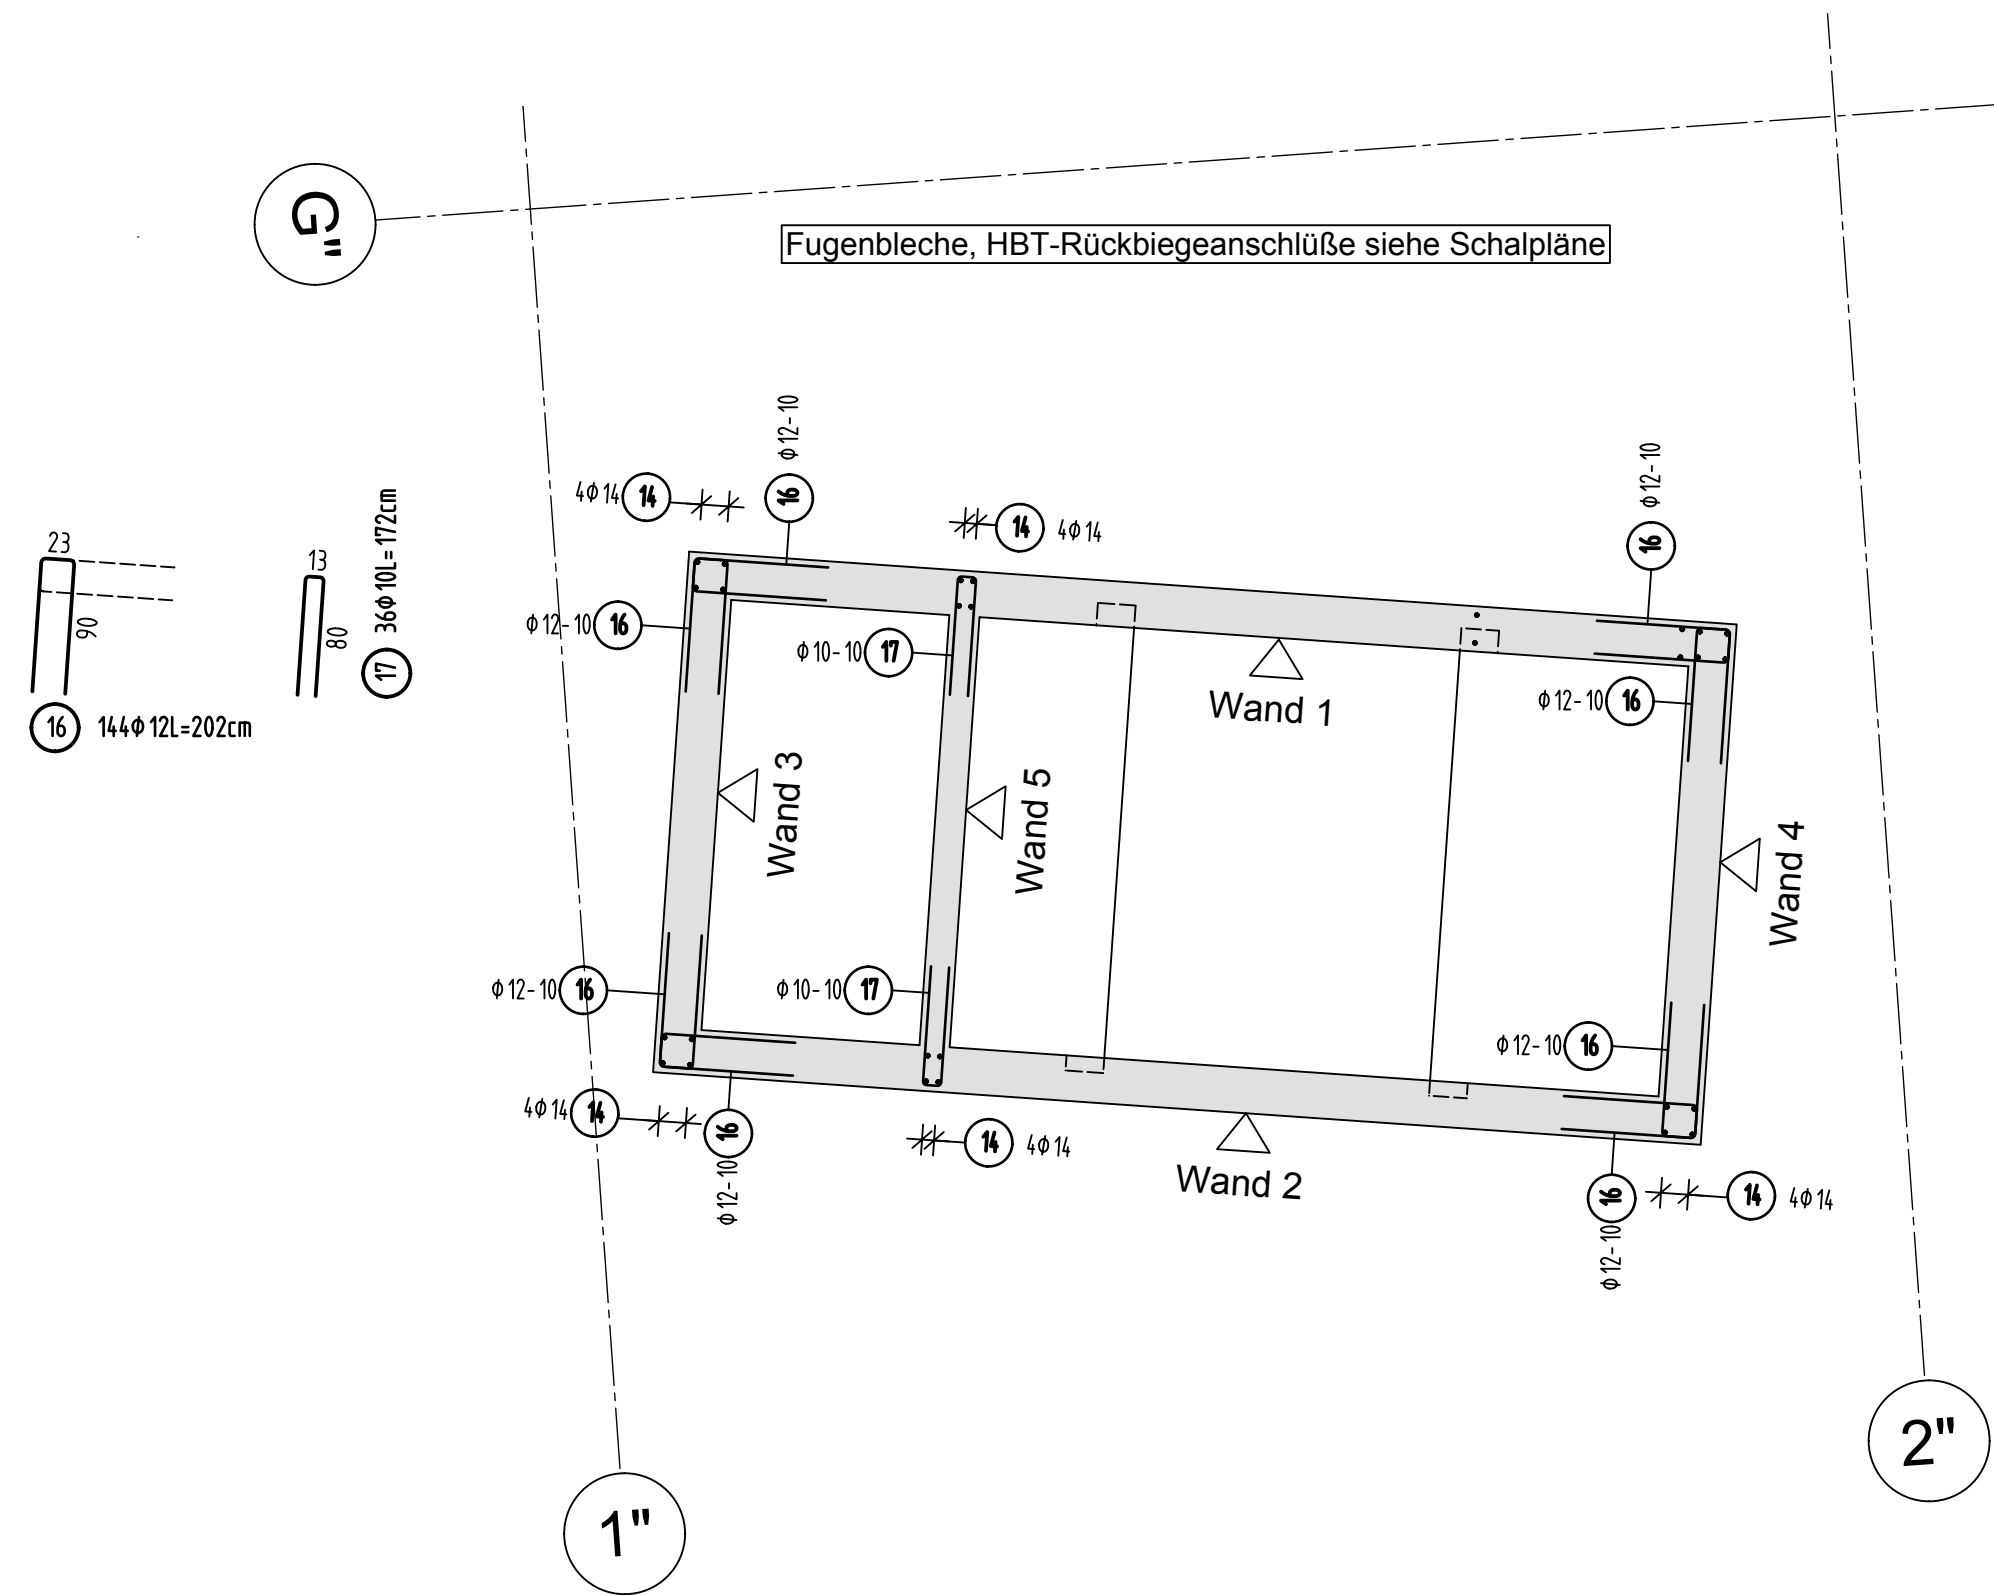 G"
Fugenbleche, HBT-Rückbiegeanschlüße siehe Schalpläne
ϕ12-10
ϕ12-10
4ϕ14 14
16
14 4ϕ14
16
23
90
16 144ϕ12L=202cm
13
80
17 36ϕ10L=172cm
ϕ12-10 16
ϕ10-10 17
ϕ12-10 16
Wand 1
Wand 3
Wand 5
Wand 4
ϕ12-10 16
ϕ10-10 17
ϕ12-10 16
4ϕ14 14
16
ϕ12-10
14 4ϕ14
Wand 2
16
ϕ12-10
14 4ϕ14
2"
1"